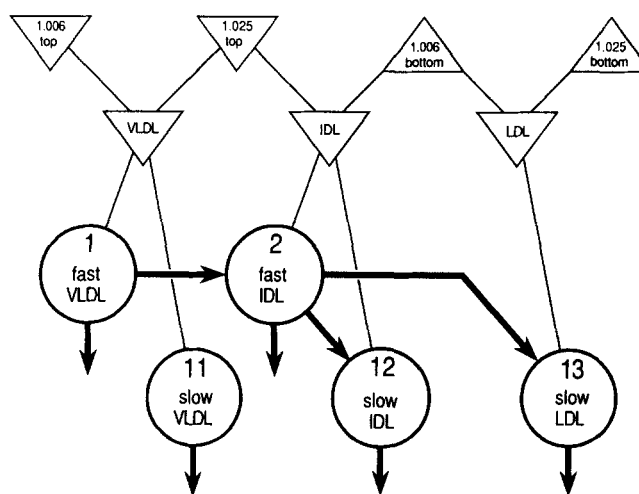 1.006
top
1.025
top
1.006
bottom
1.025
bottom
VLDL
IDL
LDL
1
fast
VLDL
2
fast
IDL
11
slow
VLDL
12
slow
IDL
13
slow
LDL